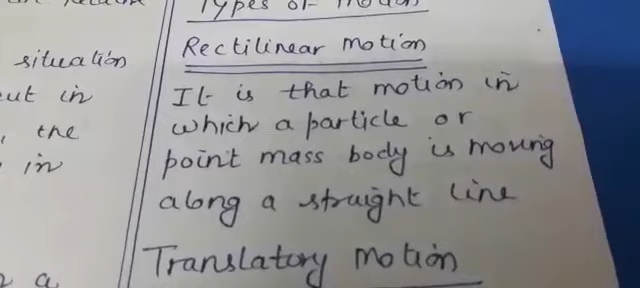 Types of Motion
Rectilinear Motion
It is that motion in
which a particle or
point mass body is moving
along a straight line
Translatory Motion
situation
in
the
in
a